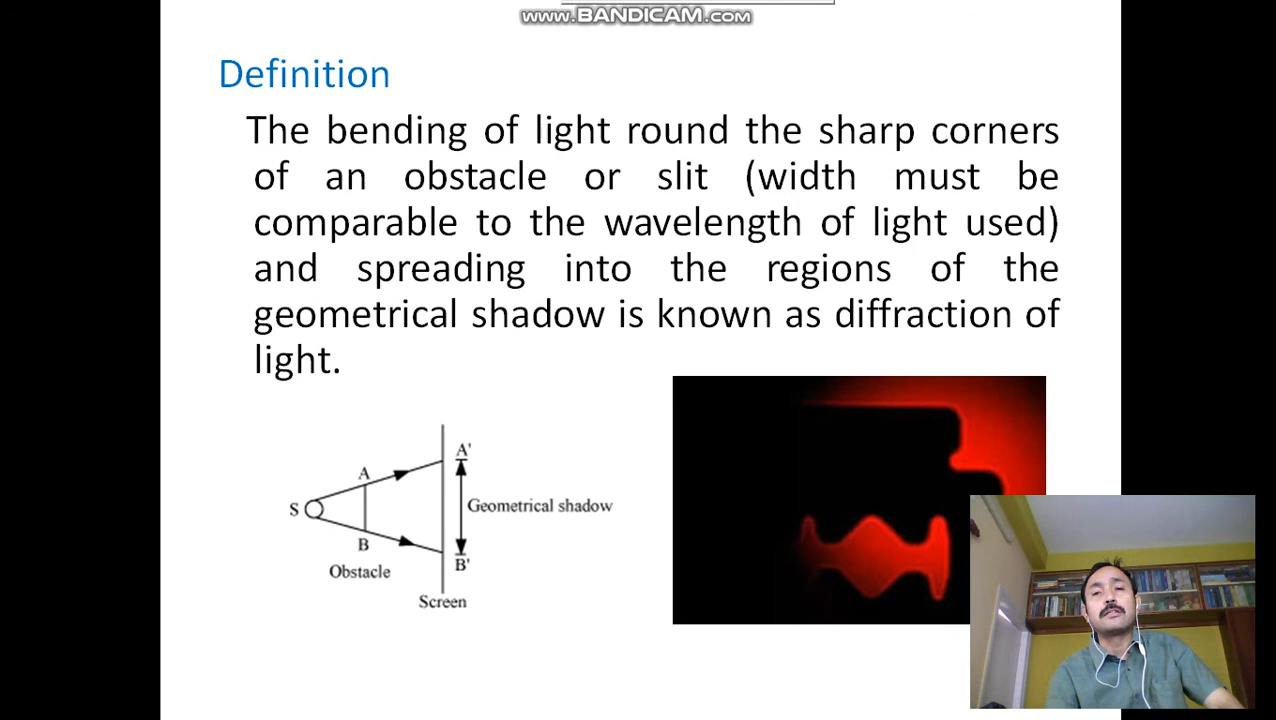 www.BANDICAM.com
Definition
The bending of light round the sharp corners
of an obstacle or slit (width must be
comparable to the wavelength of light used)
and spreading into the regions of the
geometrical shadow is known as diffraction of
light.
A'
A
S
Geometrical shadow
B
B'
Obstacle
Screen